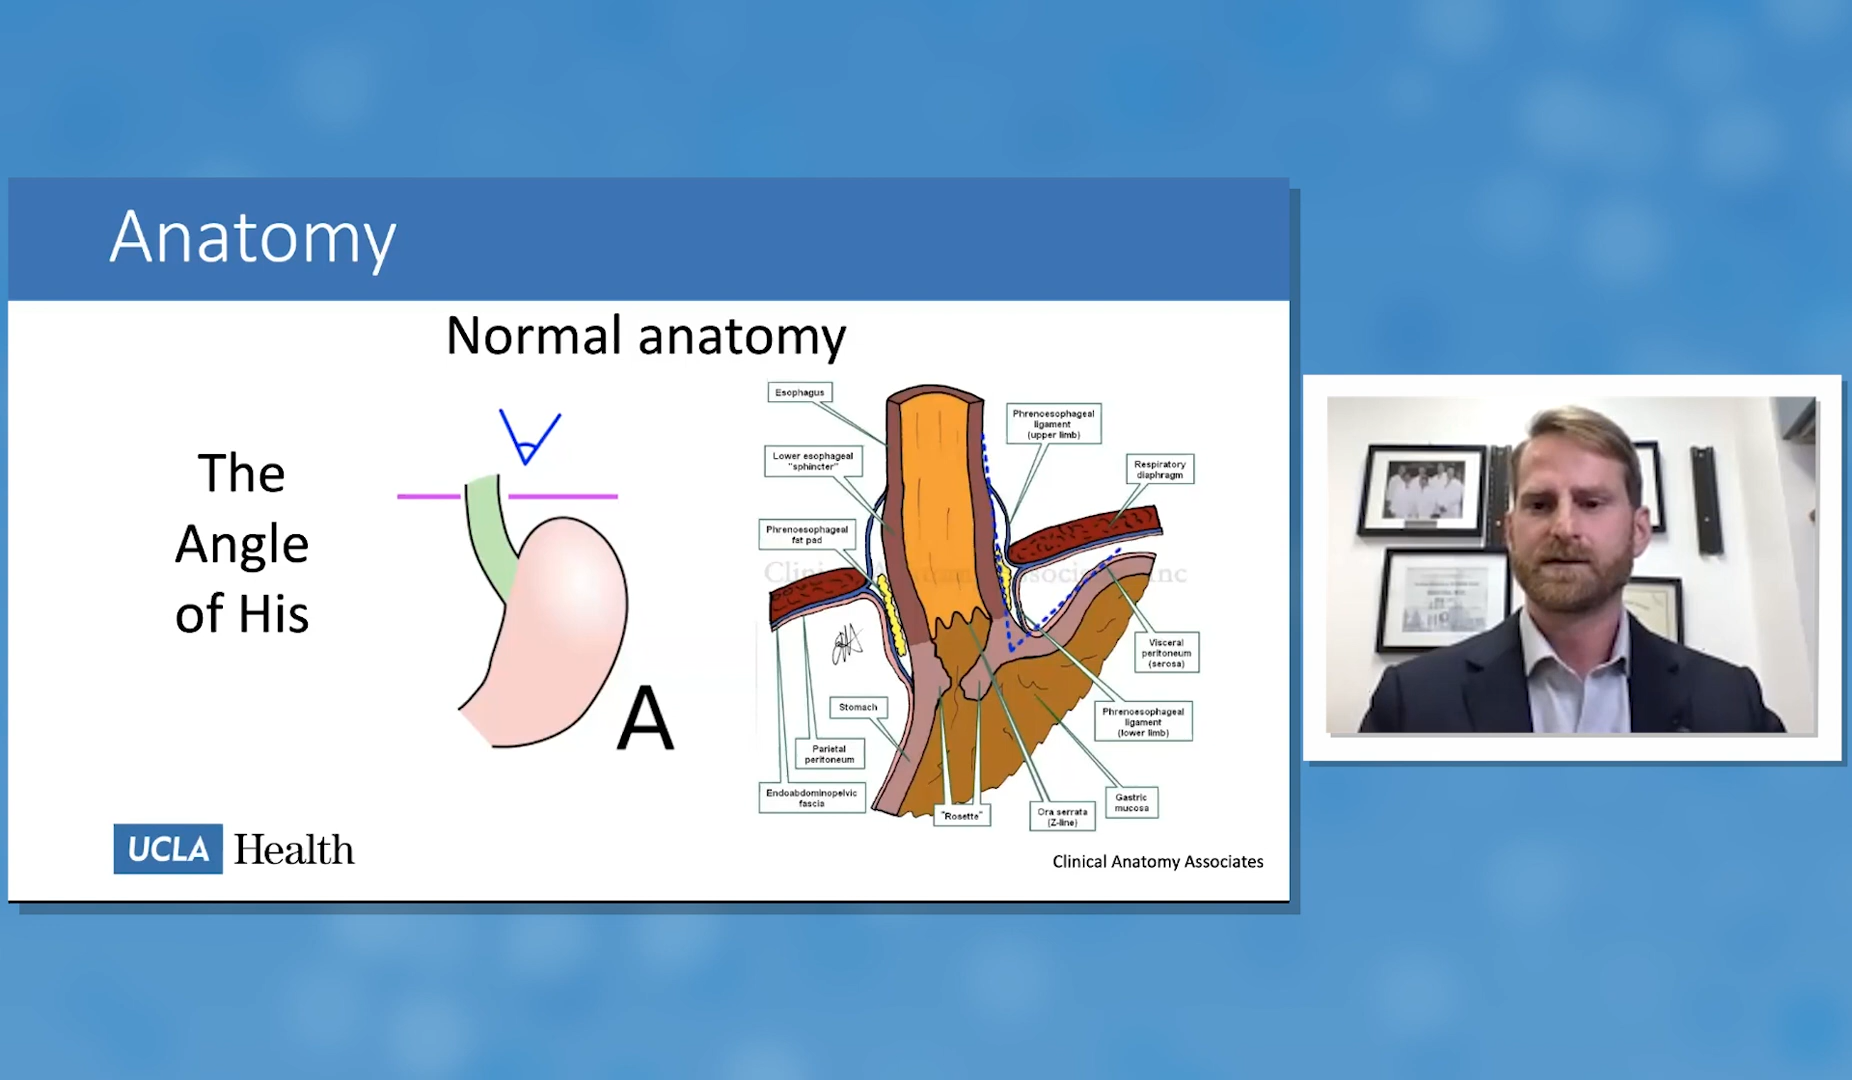 Anatomy
Normal anatomy
The
Angle
of His
A
Esophagus
Lower esophageal
"sphincter"
Phrenoesophageal
fat pad
Phrenoesophageal
ligament
(upper limb)
Respiratory
diaphragm
Visceral
peritoneum
(serosa)
Phrenoesophageal
ligament
(lower limb)
Stomach
Parietal
peritoneum
Endoabdominopelvic
fascia
"Rosette"
Ora serrata
(Z-line)
Gastric
mucosa
UCLA Health
Clinical Anatomy Associates